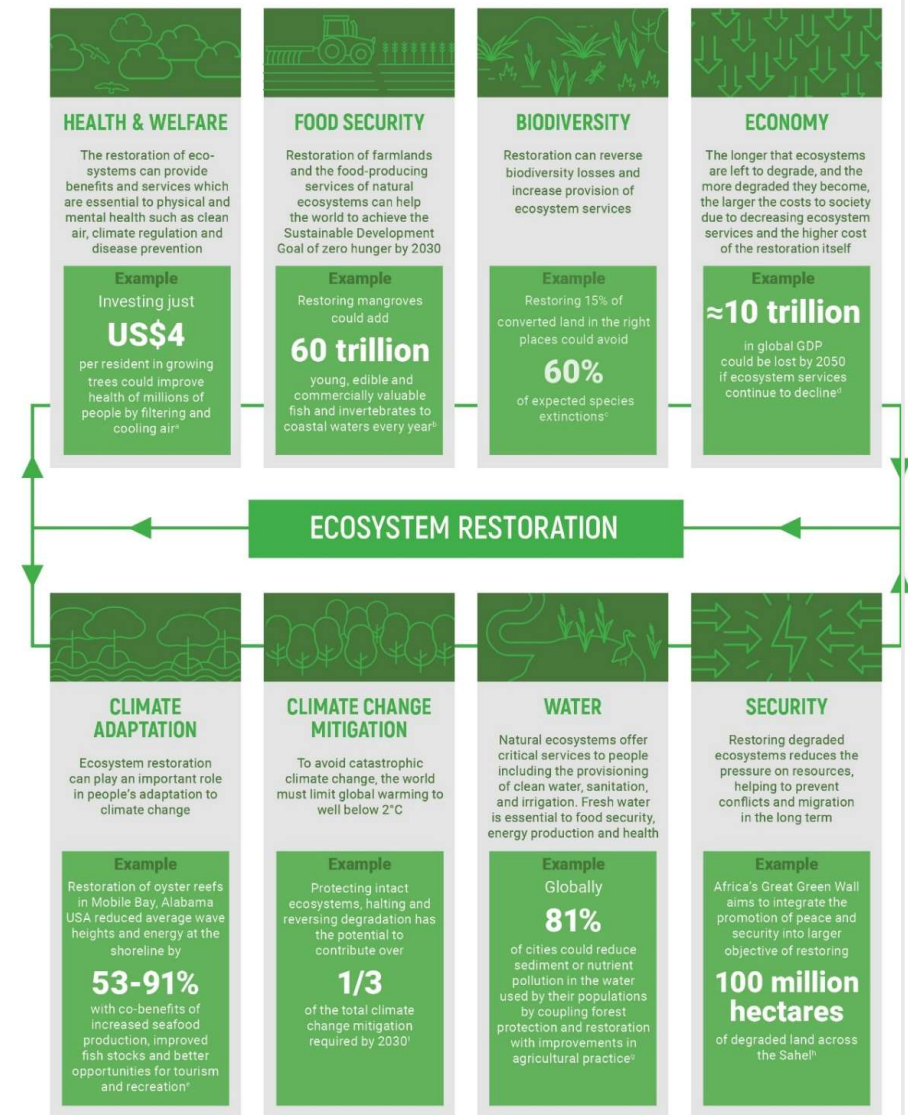 HEALTH & WELFARE
The restoration of eco-
systems can provide
benefits and services which
are essential to physical and
mental health such as clean
air, climate regulation and
disease prevention
Example
Investing just
US$4
per resident in growing
trees could improve
health of millions of
people by filtering and
cooling airᵃ
FOOD SECURITY
Restoration of farmlands
and the food-producing
services of natural
ecosystems can help
the world to achieve the
Sustainable Development
Goal of zero hunger by 2030
Example
Restoring mangroves
could add
60 trillion
young, edible and
commercially valuable
fish and invertebrates to
coastal waters every yearᵇ
BIODIVERSITY
Restoration can reverse
biodiversity losses and
increase provision of
ecosystem services
Example
Restoring 15% of
converted land in the right
places could avoid
60%
of expected species
extinctionsᶜ
ECONOMY
The longer that ecosystems
are left to degrade, and the
more degraded they become,
the larger the costs to society
due to decreasing ecosystem
services and the higher cost
of the restoration itself
Example
≈10 trillion
in global GDP
could be lost by 2050
if ecosystem services
continue to declineᵈ
ECOSYSTEM RESTORATION
CLIMATE
ADAPTATION
Ecosystem restoration
can play an important role
in people's adaptation to
climate change
Example
Restoration of oyster reefs
in Mobile Bay, Alabama
USA reduced average wave
heights and energy at the
shoreline by
53-91%
with co-benefits of
increased seafood
production, improved
fish stocks and better
opportunities for tourism
and recreationᵉ
CLIMATE CHANGE
MITIGATION
To avoid catastrophic
climate change, the world
must limit global warming to
well below 2°C
Example
Protecting intact
ecosystems, halting and
reversing degradation has
the potential to
contribute over
1/3
of the total climate
change mitigation
required by 2030ᶠ
WATER
Natural ecosystems offer
critical services to people
including the provisioning
of clean water, sanitation,
and irrigation. Fresh water
is essential to food security,
energy production and health
Example
Globally
81%
of cities could reduce
sediment or nutrient
pollution in the water
used by their populations
by coupling forest
protection and restoration
with improvements in
agricultural practiceᵍ
SECURITY
Restoring degraded
ecosystems reduces the
pressure on resources,
helping to prevent
conflicts and migration
in the long term
Example
Africa's Great Green Wall
aims to integrate the
promotion of peace and
security into larger
objective of restoring
100 million
hectares
of degraded land across
the Sahelʰ